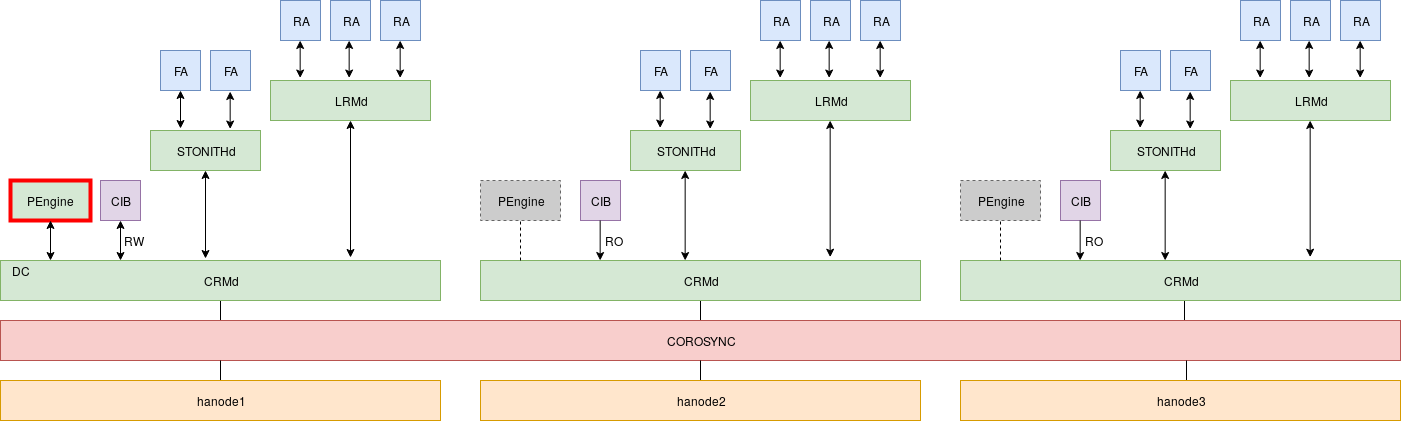 RA RA RA RA RA RA RA RA RA
FA FA FA FA FA FA
LRMd LRMd LRMd
STONITHd STONITHd STONITHd
PEngine CIB PEngine CIB PEngine CIB
RW RO RO
DC
CRMd CRMd CRMd
COROSYNC
hanode1 hanode2 hanode3